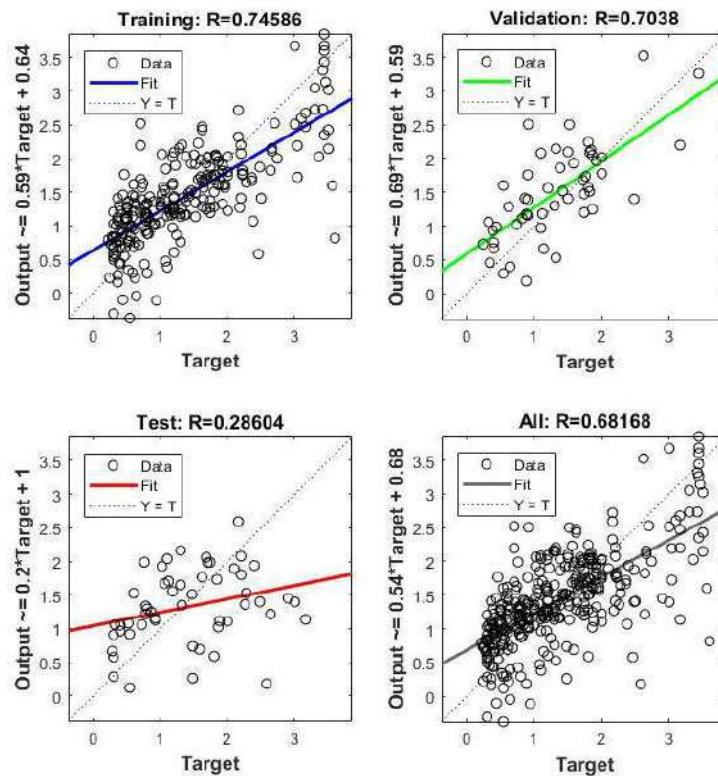 Training: R=0.74586
Output ~= 0.59*Target + 0.64
Data
Fit
Y = T
3.5
3
2.5
2
1.5
1
0.5
0
0 1 2 3
Target
Validation: R=0.7038
Output ~= 0.69*Target + 0.59
Data
Fit
Y = T
3.5
3
2.5
2
1.5
1
0.5
0
0 1 2 3
Target
Test: R=0.28604
Output ~= 0.2*Target + 1
Data
Fit
Y = T
3.5
3
2.5
2
1.5
1
0.5
0
0 1 2 3
Target
All: R=0.68168
Output ~= 0.54*Target + 0.68
Data
Fit
Y = T
3.5
3
2.5
2
1.5
1
0.5
0
0 1 2 3
Target